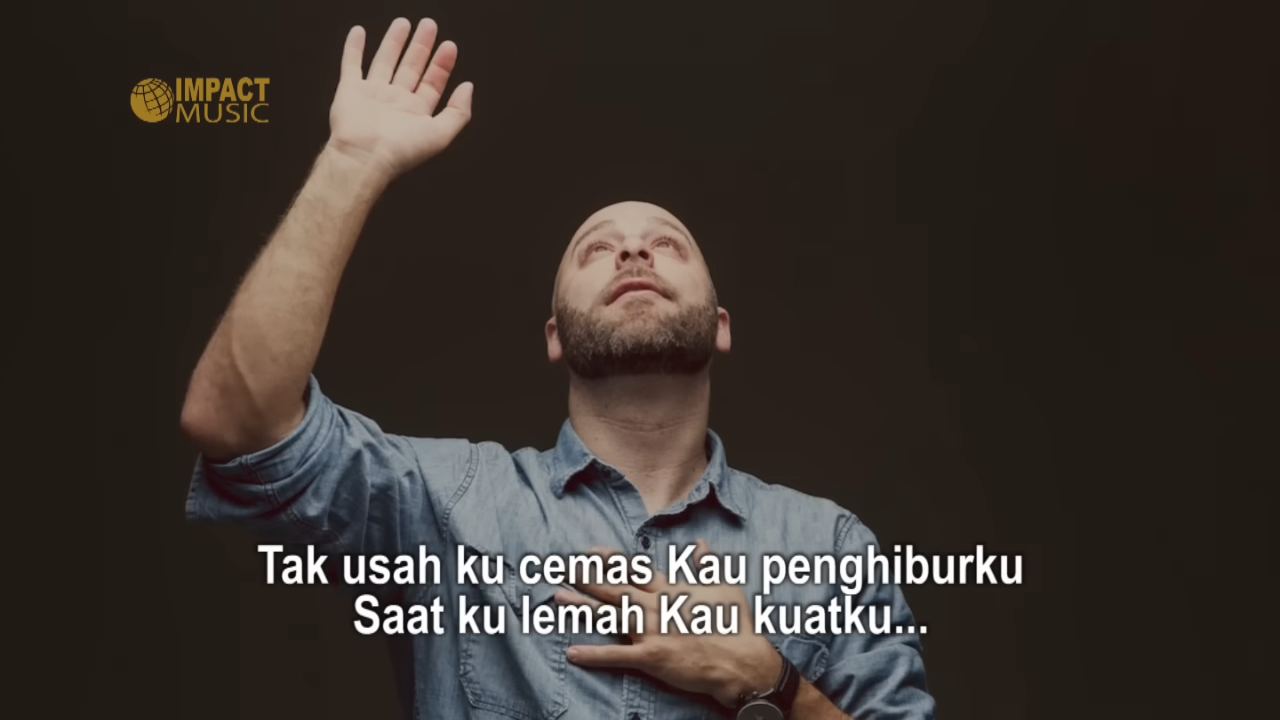 IMPACT
MUSIC
Tak usah ku cemas Kau penghiburku
Saat ku lemah Kau kuatku...